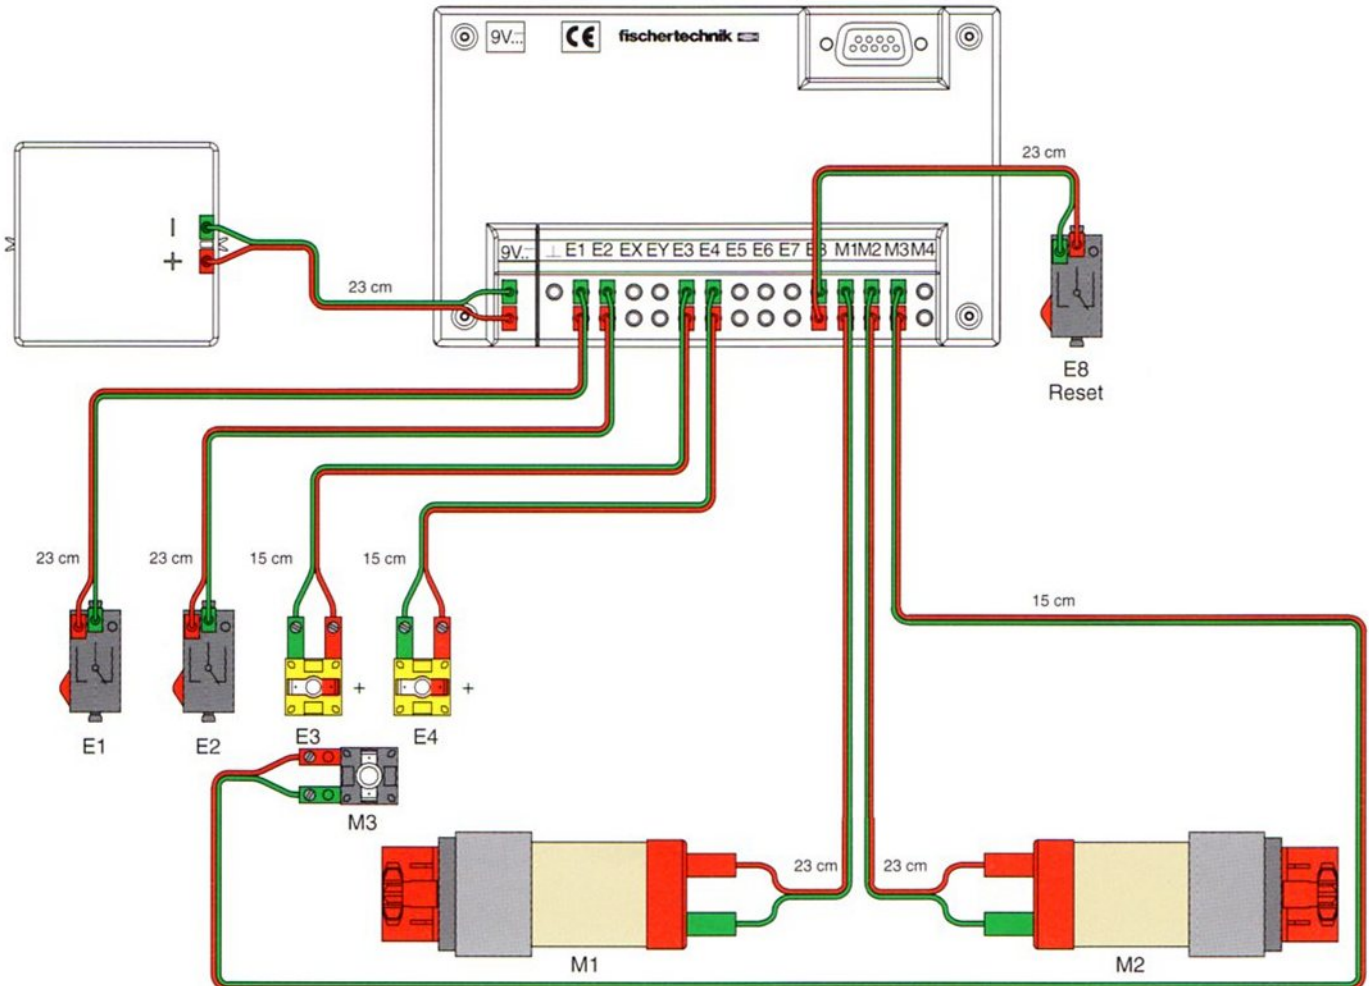 9V⎓
CE
fischertechnik
23 cm
−
+
9V⎓ ⊥ E1 E2 EX EY E3 E4 E5 E6 E7 E8 M1 M2 M3 M4
23 cm
E8
Reset
23 cm
23 cm
15 cm
15 cm
15 cm
+
+
E1
E2
E3
E4
M3
23 cm
23 cm
M1
M2